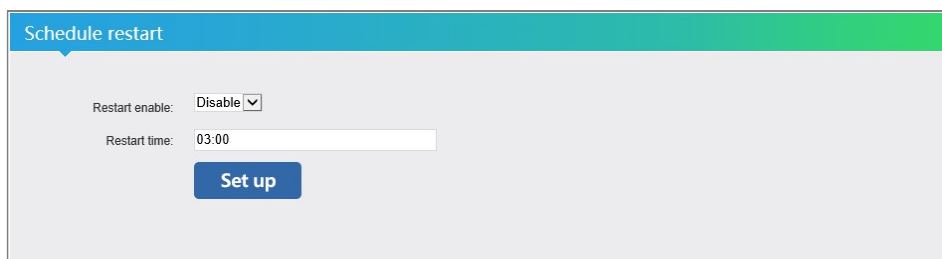 Schedule restart
Restart enable: Disable
Restart time: 03:00
Set up